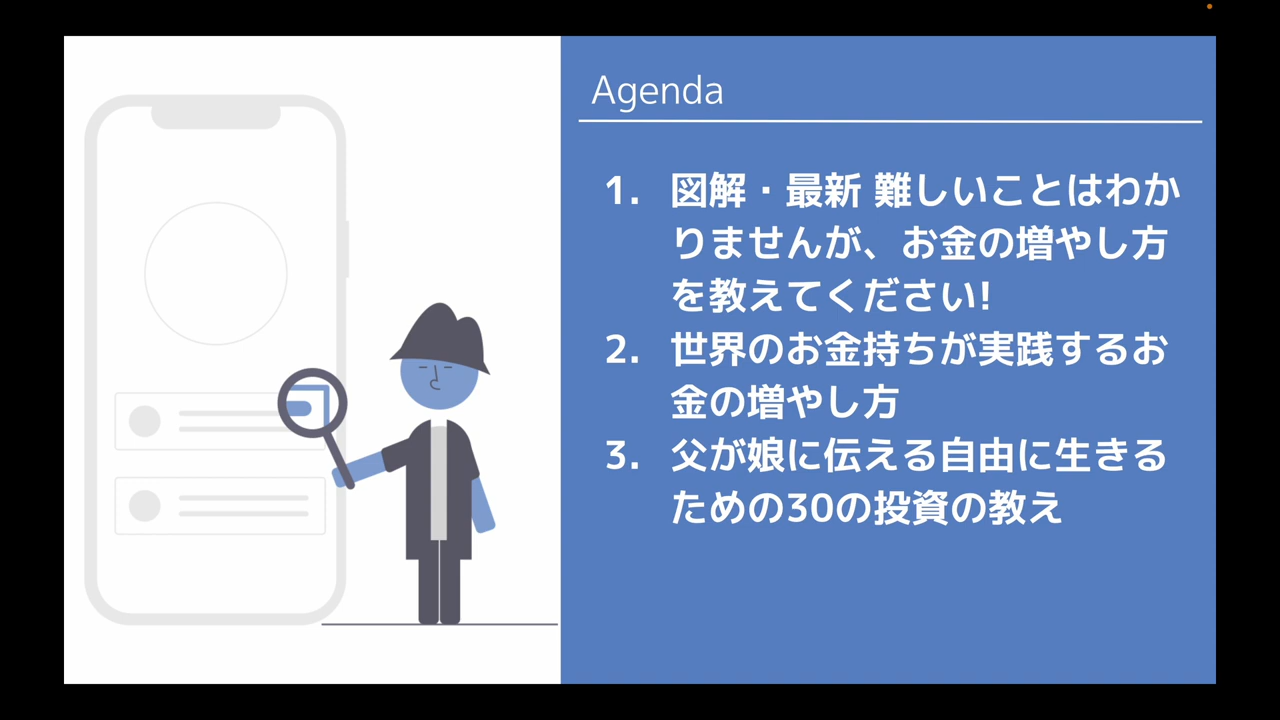 Agenda
1. 図解・最新 難しいことはわか
りませんが、お金の増やし方
を教えてください!
2. 世界のお金持ちが実践するお
金の増やし方
3. 父が娘に伝える自由に生きる
ための30の投資の教え